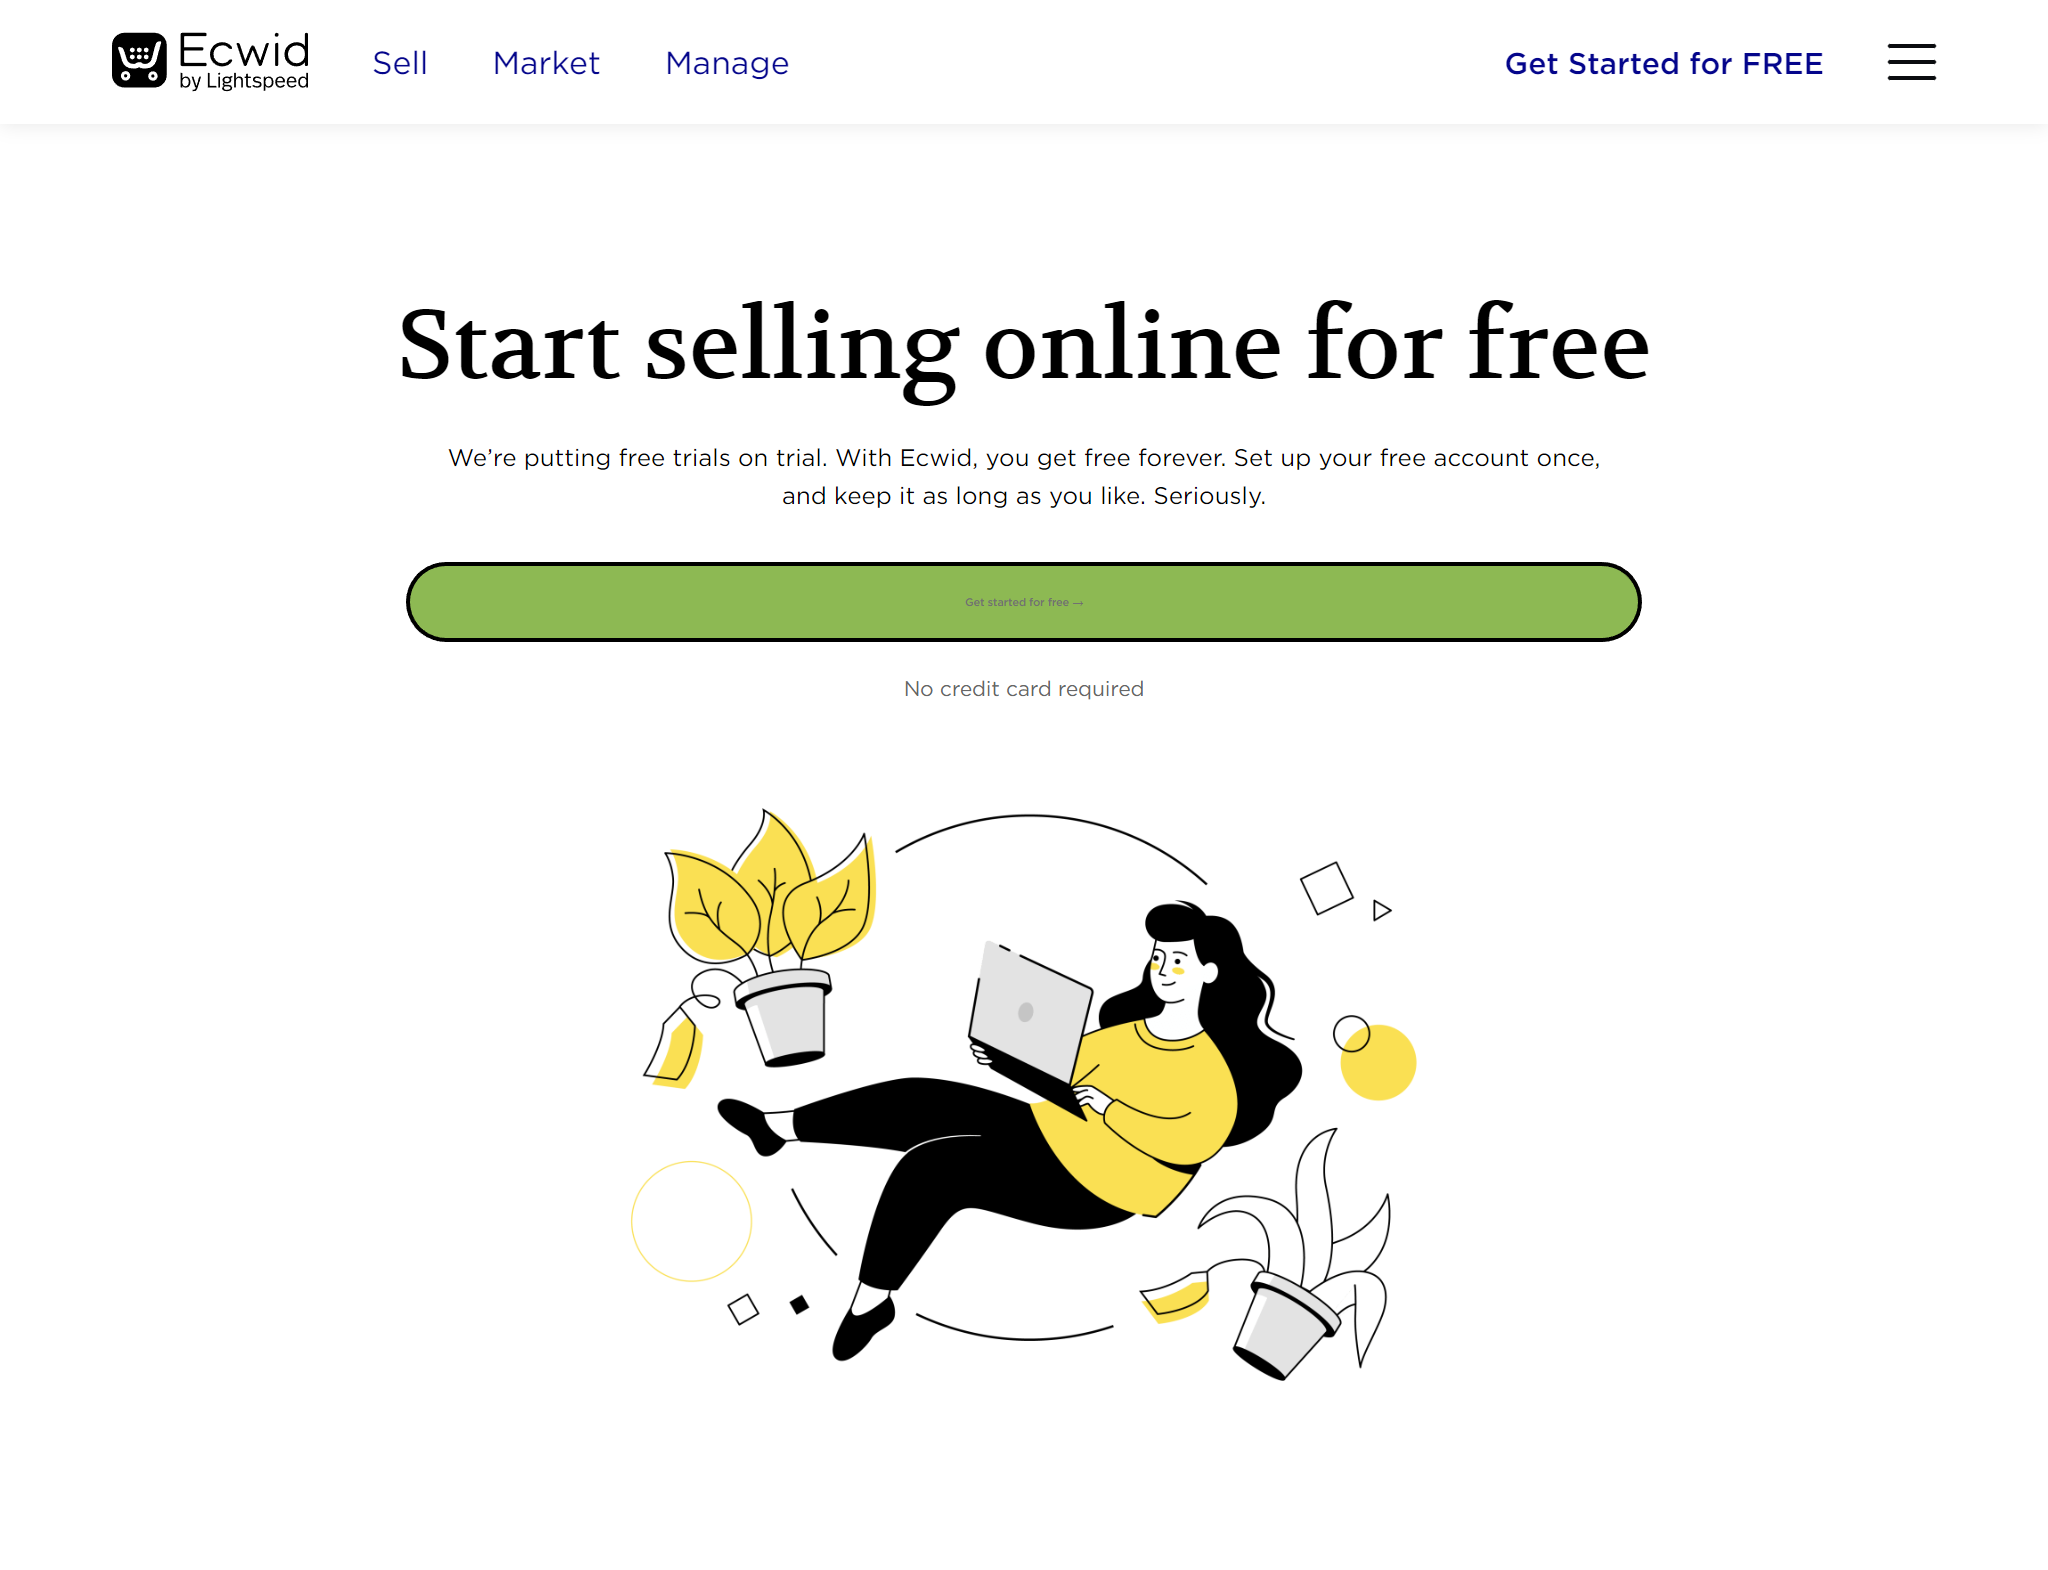 Ecwid
by Lightspeed
Sell
Market
Manage
Get Started for FREE
Start selling online for free
We’re putting free trials on trial. With Ecwid, you get free forever. Set up your free account once,
and keep it as long as you like. Seriously.
Get started for free →
No credit card required